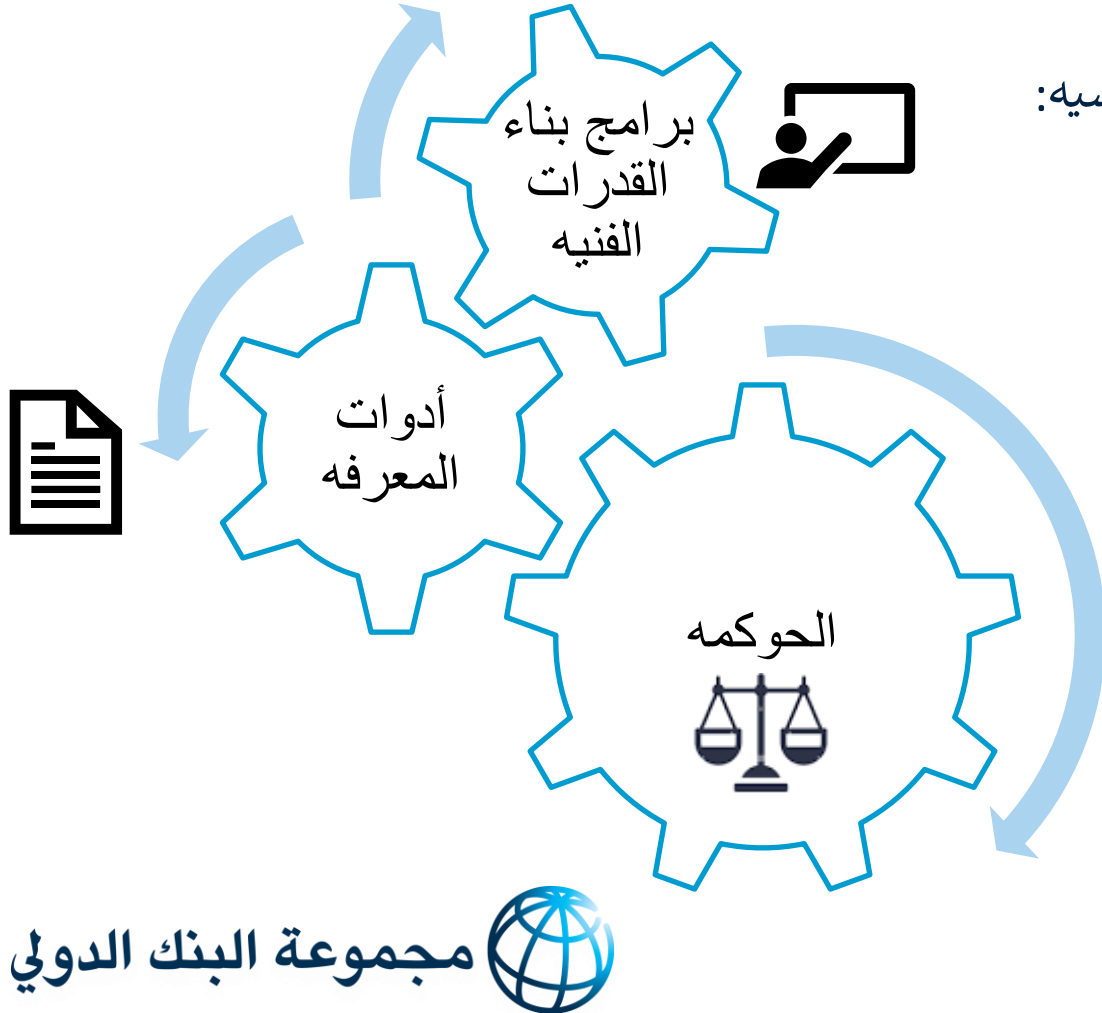 برامج بناء
القدرات
الفنيه
أدوات
المعرفه
الحوكمه
مجموعة البنك الدولي